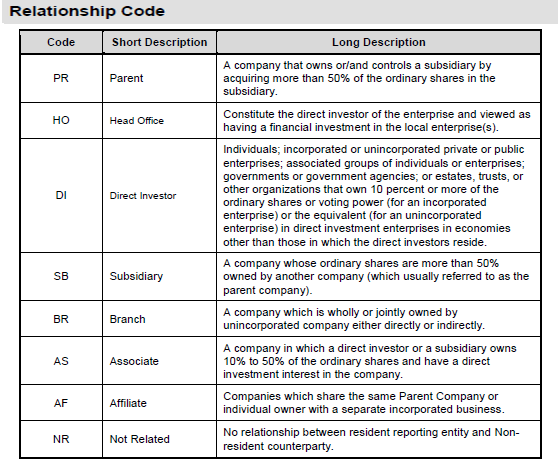 Relationship Code
Code Short Description Long Description
PR Parent A company that owns or/and controls a subsidiary by
acquiring more than 50% of the ordinary shares in the
subsidiary.
HO Head Office Constitute the direct investor of the enterprise and viewed as
having a financial investment in the local enterprise(s).
DI Direct Investor Individuals; incorporated or unincorporated private or public
enterprises; associated groups of individuals or enterprises;
governments or government agencies; or estates, trusts, or
other organizations that own 10 percent or more of the
ordinary shares or voting power (for an incorporated
enterprise) or the equivalent (for an unincorporated
enterprise) in direct investment enterprises in economies
other than those in which the direct investors reside.
SB Subsidiary A company whose ordinary shares are more than 50%
owned by another company (which usually referred to as the
parent company).
BR Branch A company which is wholly or jointly owned by
unincorporated company either directly or indirectly.
AS Associate A company in which a direct investor or a subsidiary owns
10% to 50% of the ordinary shares and have a direct
investment interest in the company.
AF Affiliate Companies which share the same Parent Company or
individual owner with a separate incorporated business.
NR Not Related No relationship between resident reporting entity and Non-
resident counterparty.